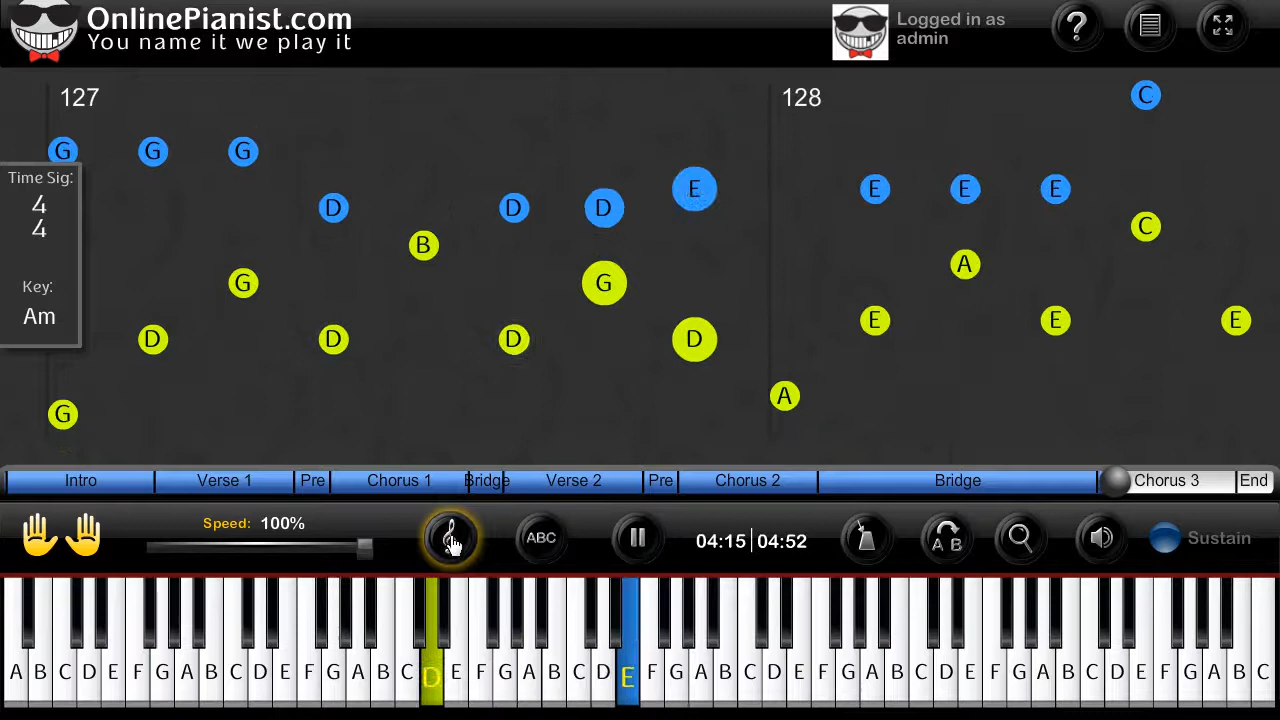 OnlinePianist.com
You name it we play it
Logged in as
admin
?
127
128
C
G G G
E E E E
D D D
B
C
A
G G
E E E
D D D D
A
G
Time Sig:
4
4
Key:
Am
Intro Verse 1 Pre Chorus 1 Bridge Verse 2 Pre Chorus 2 Bridge Chorus 3 End
Speed: 100%
ABC
04:15 04:52
A B
Sustain
A B C D E F G A B C D E F G A B C D E F G A B C D E F G A B C D E F G A B C D E F G A B C D E F G A B C